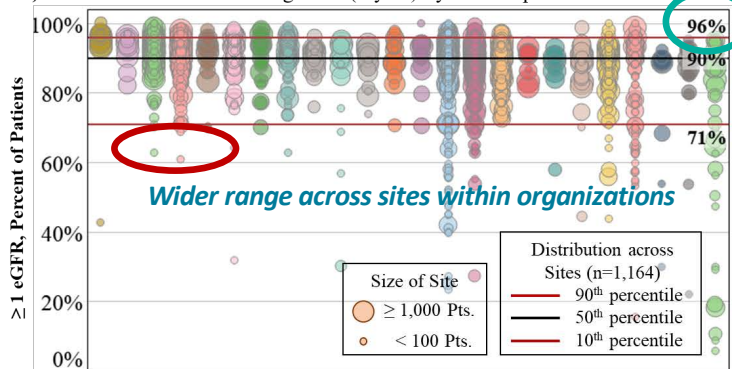 100%
96%
90%
80%
71%
60%
Wider range across sites within organizations
40%
20%
0%
≥ 1 eGFR, Percent of Patients
Size of Site
≥ 1,000 Pts.
< 100 Pts.
Distribution across
Sites (n=1,164)
90th percentile
50th percentile
10th percentile